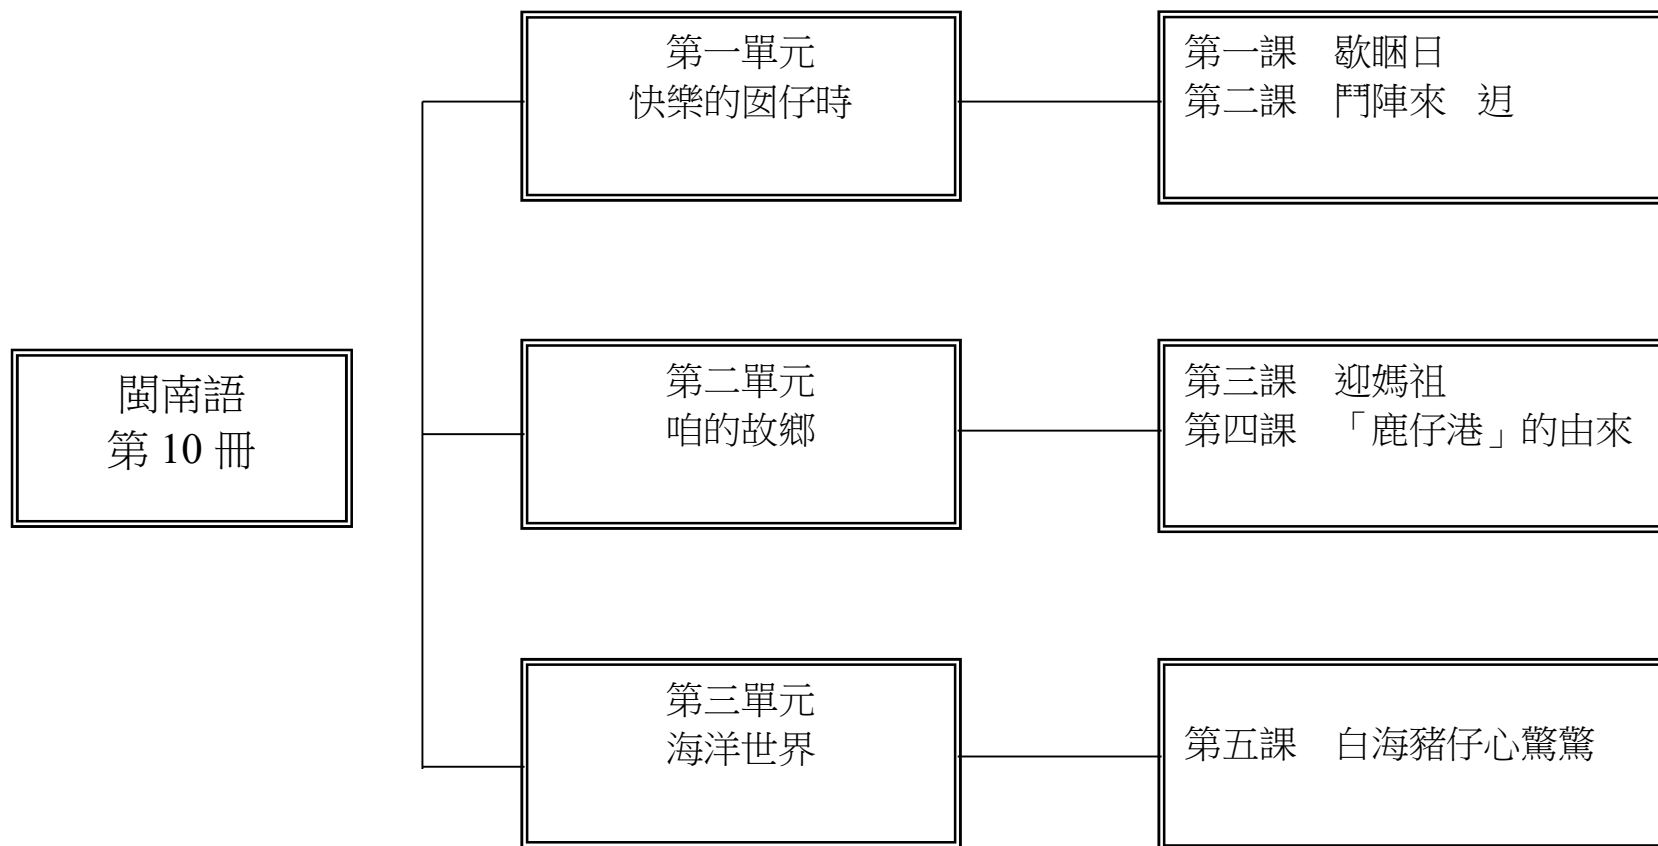 閩南語
第 10 冊
第一單元
快樂的囡仔時
第一課　歇睏日
第二課　鬥陣來　迌
第二單元
咱的故鄉
第三課　迎媽祖
第四課　「鹿仔港」的由來
第三單元
海洋世界
第五課　白海豬仔心驚驚